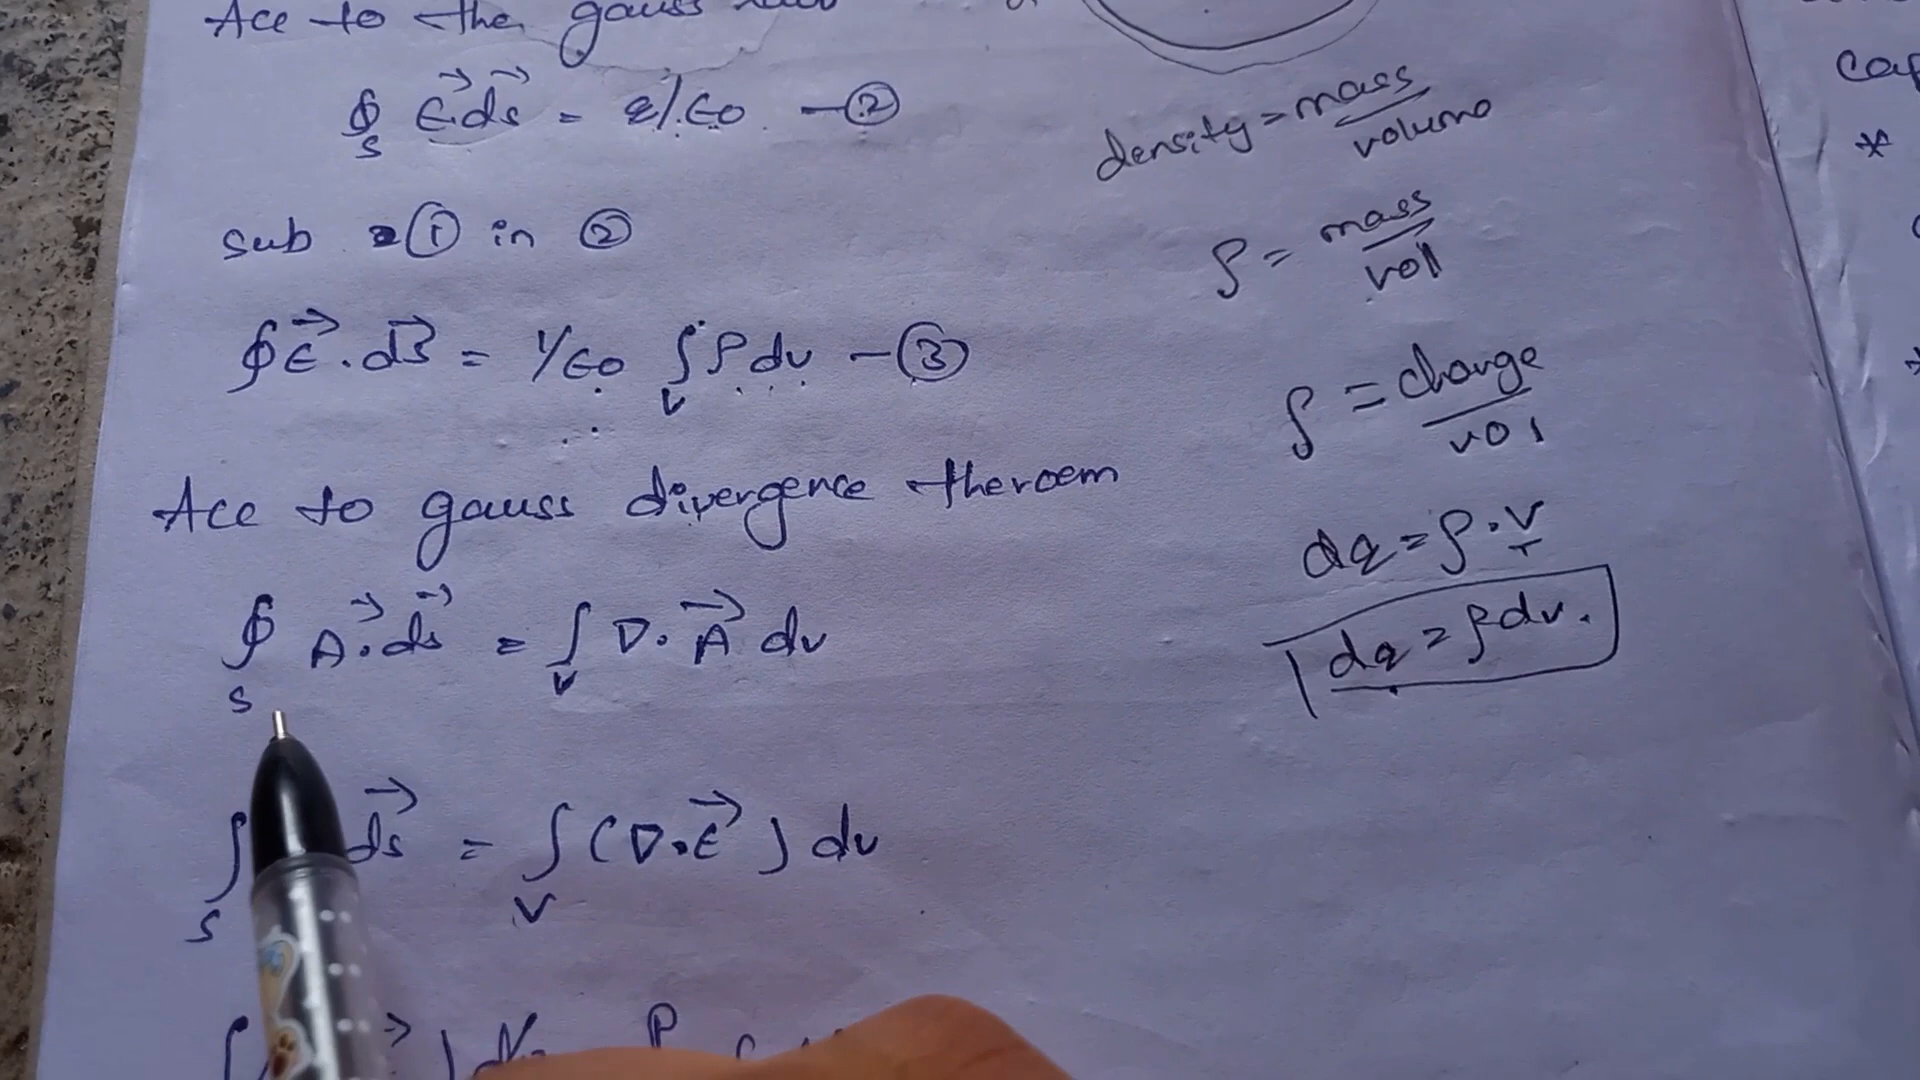 Acc to the gauss law
∮ₛ E⃗.ds⃗ = q/ε₀ — ②
sub ① in ②
∮E⃗.ds⃗ = 1/ε₀ ∫ᵥ ρ dv — ③
Acc to gauss divergence theroem
∮ₛ A⃗.ds⃗ = ∫ᵥ ∇. A⃗ dv
∫ₛ ds⃗ = ∫ᵥ (∇.E⃗) dv
density = mass/volume
ρ = mass/vol
ρ = charge/vol
dq = ρ.v
dq = ρdv.
*